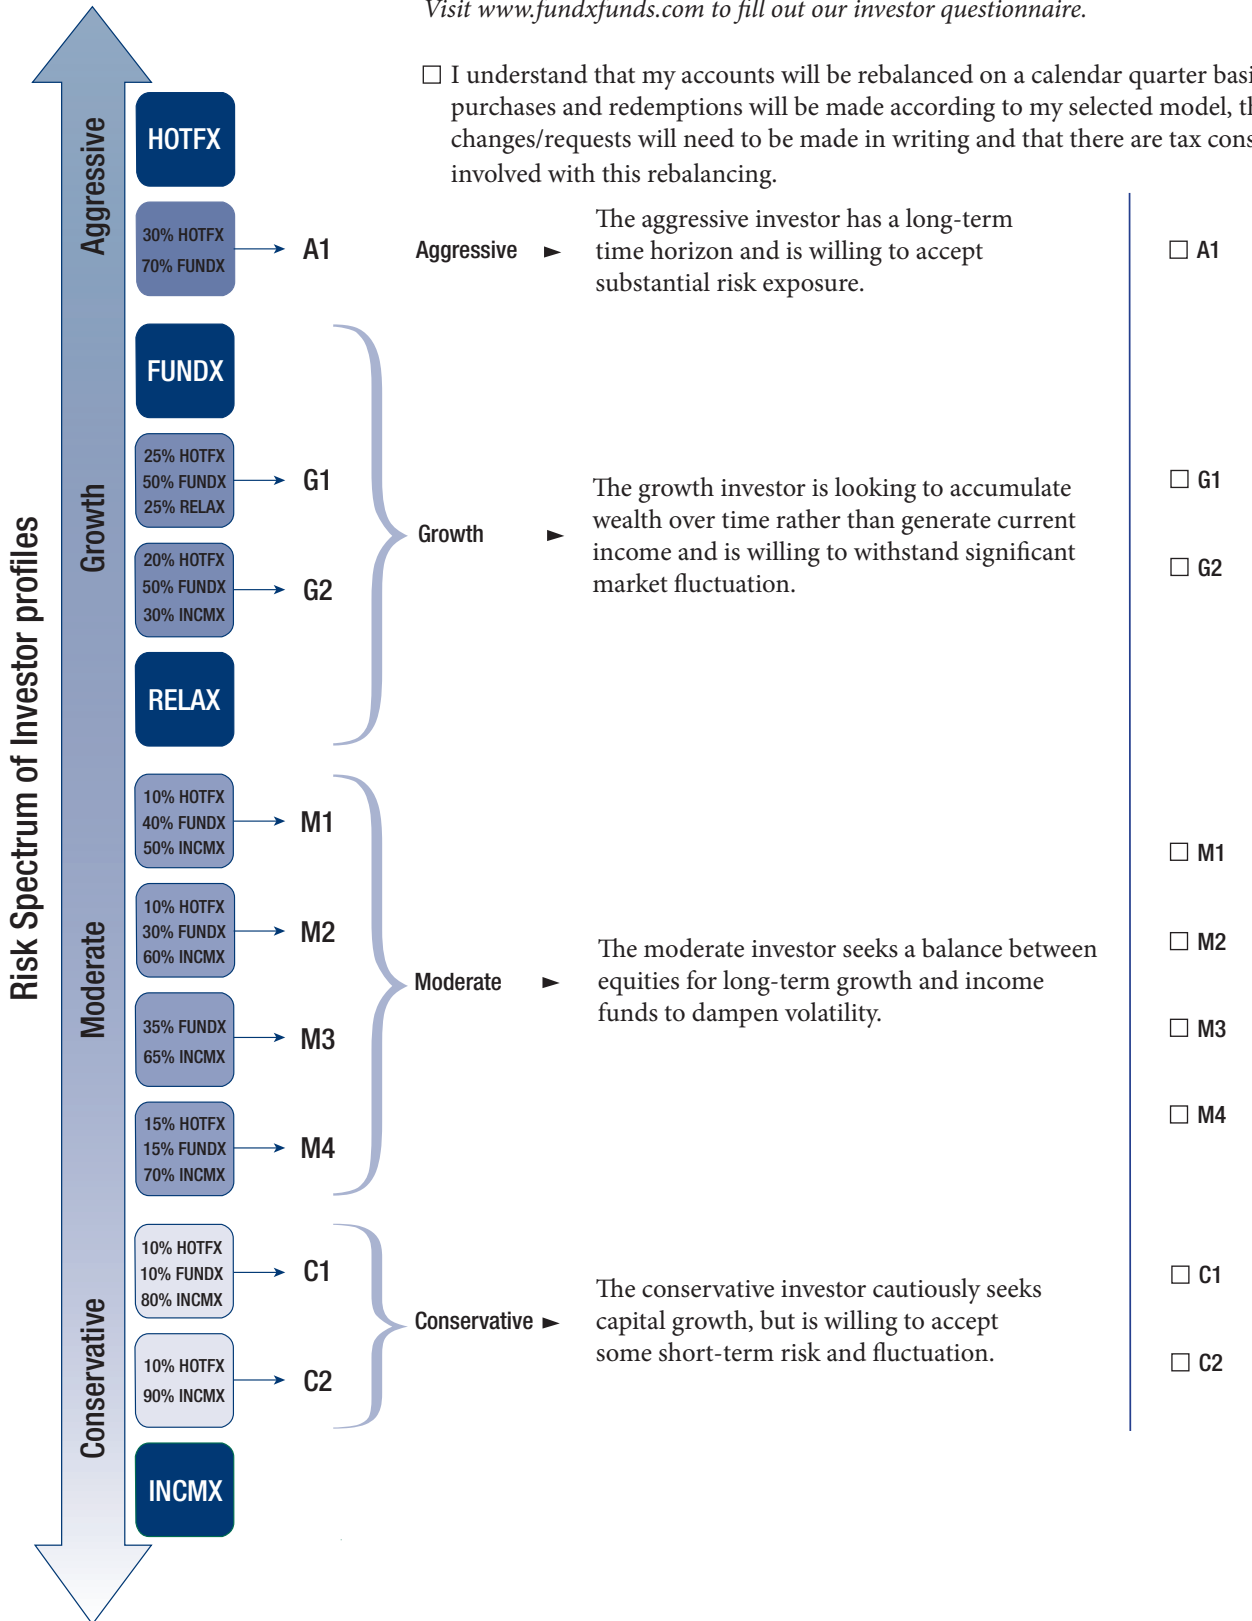 Visit www.fundxfunds.com to fill out our investor questionnaire.
I understand that my accounts will be rebalanced on a calendar quarter basi
purchases and redemptions will be made according to my selected model, th
changes/requests will need to be made in writing and that there are tax cons
involved with this rebalancing.
Risk Spectrum of Investor profiles
Aggressive
Growth
Moderate
Conservative
HOTFX
30% HOTFX
70% FUNDX
A1
Aggressive ►
The aggressive investor has a long-term
time horizon and is willing to accept
substantial risk exposure.
A1
FUNDX
25% HOTFX
50% FUNDX
25% RELAX
G1
20% HOTFX
50% FUNDX
30% INCMX
G2
RELAX
Growth ►
The growth investor is looking to accumulate
wealth over time rather than generate current
income and is willing to withstand significant
market fluctuation.
G1
G2
10% HOTFX
40% FUNDX
50% INCMX
M1
10% HOTFX
30% FUNDX
60% INCMX
M2
35% FUNDX
65% INCMX
M3
15% HOTFX
15% FUNDX
70% INCMX
M4
Moderate ►
The moderate investor seeks a balance between
equities for long-term growth and income
funds to dampen volatility.
M1
M2
M3
M4
10% HOTFX
10% FUNDX
80% INCMX
C1
10% HOTFX
90% INCMX
C2
Conservative ►
The conservative investor cautiously seeks
capital growth, but is willing to accept
some short-term risk and fluctuation.
C1
C2
INCMX